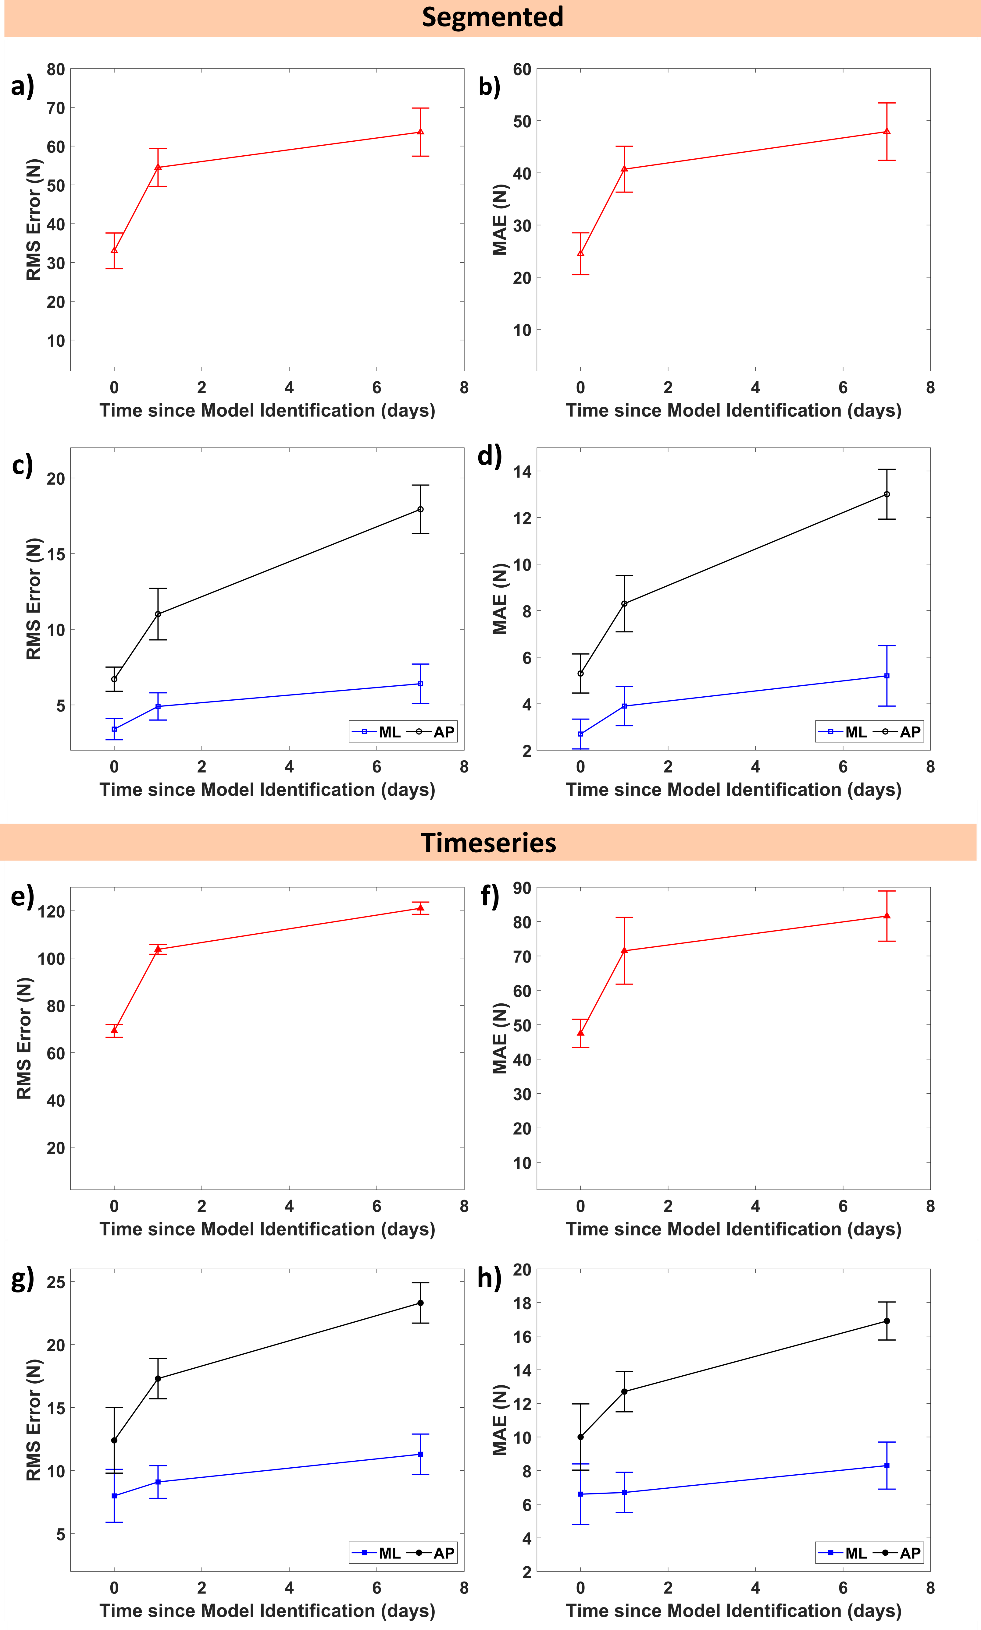 Segmented
a)
80
70
60
50
40
30
20
10
RMS Error (N)
0 2 4 6 8
Time since Model Identification (days)
b)
60
50
40
30
20
10
MAE (N)
0 2 4 6 8
Time since Model Identification (days)
c)
20
15
10
5
RMS Error (N)
ML AP
0 2 4 6 8
Time since Model Identification (days)
d)
14
12
10
8
6
4
2
MAE (N)
ML AP
0 2 4 6 8
Time since Model Identification (days)
Timeseries
e)
120
100
80
60
40
20
RMS Error (N)
0 2 4 6 8
Time since Model Identification (days)
f)
90
80
70
60
50
40
30
20
10
MAE (N)
0 2 4 6 8
Time since Model Identification (days)
g)
25
20
15
10
5
RMS Error (N)
ML AP
0 2 4 6 8
Time since Model Identification (days)
h)
20
18
16
14
12
10
8
6
4
2
MAE (N)
ML AP
0 2 4 6 8
Time since Model Identification (days)